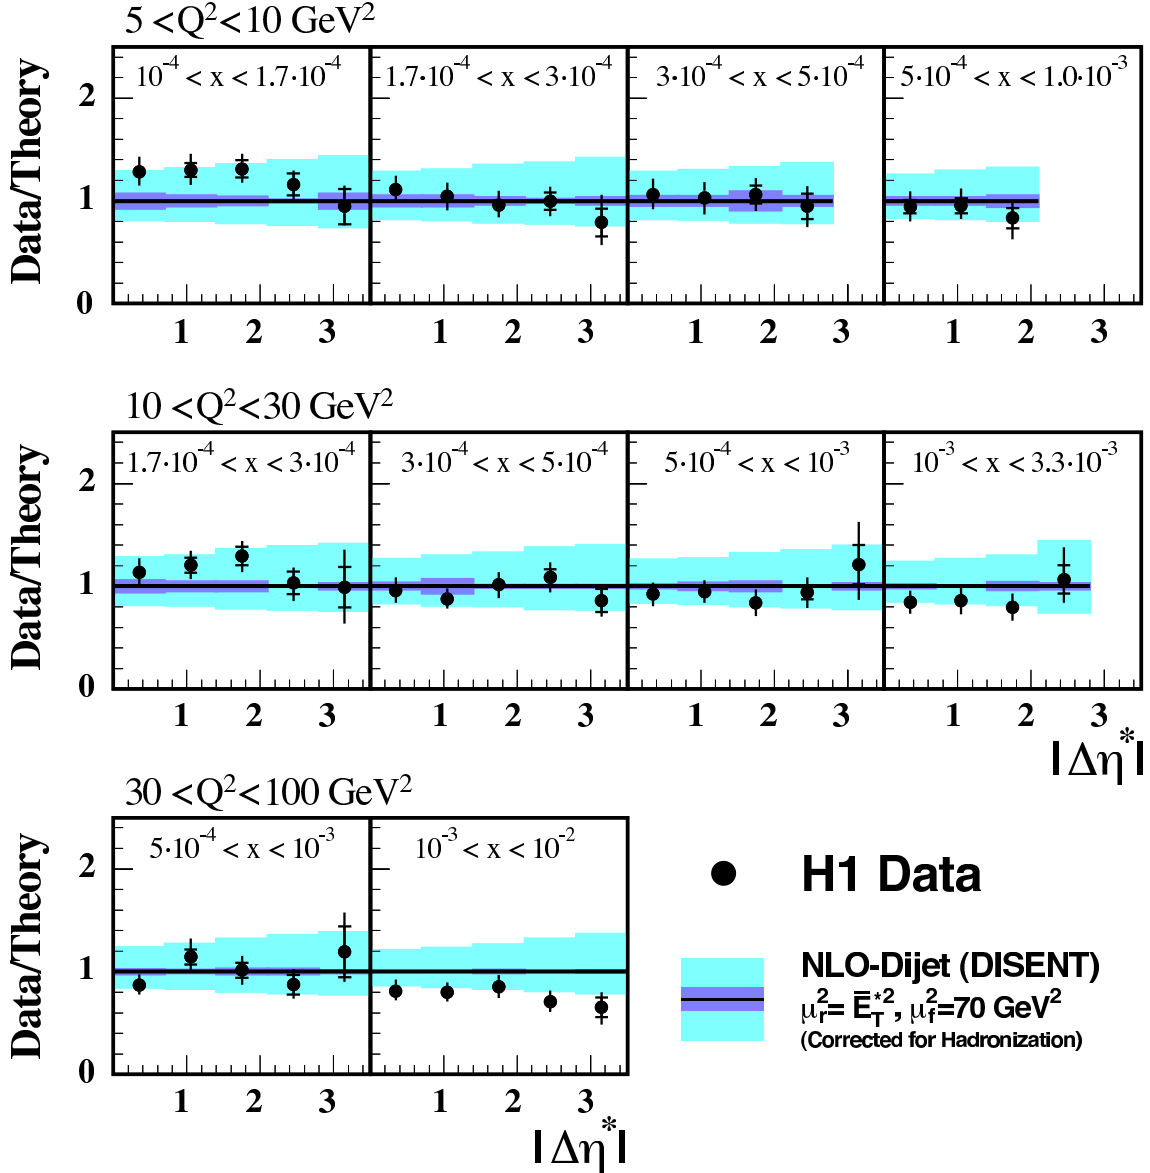 5 <Q²<10 GeV²
10⁻⁴ < x < 1.7·10⁻⁴
1.7·10⁻⁴ < x < 3·10⁻⁴
3·10⁻⁴ < x < 5·10⁻⁴
5·10⁻⁴ < x < 1.0·10⁻³
Data/Theory
2
1
0
1 2 3 1 2 3 1 2 3 1 2 3
10 <Q²<30 GeV²
1.7·10⁻⁴ < x < 3·10⁻⁴
3·10⁻⁴ < x < 5·10⁻⁴
5·10⁻⁴ < x < 10⁻³
10⁻³ < x < 3.3·10⁻³
Data/Theory
2
1
0
1 2 3 1 2 3 1 2 3 1 2 3
|Δη*|
30 <Q²<100 GeV²
5·10⁻⁴ < x < 10⁻³
10⁻³ < x < 10⁻²
Data/Theory
2
1
0
1 2 3 1 2 3
|Δη*|
H1 Data
NLO-Dijet (DISENT)
μ_r²= Ē_T*², μ_f²=70 GeV²
(Corrected for Hadronization)